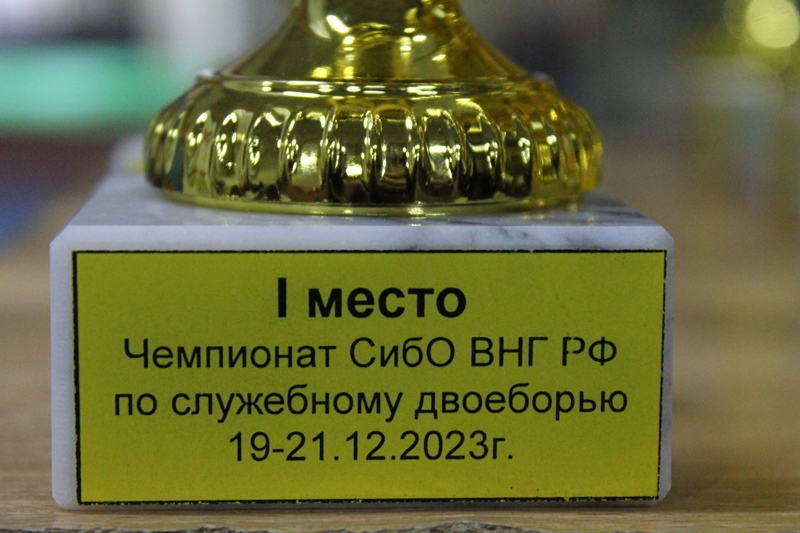 I место
Чемпионат СибО ВНГ РФ
по служебному двоеборью
19-21.12.2023г.